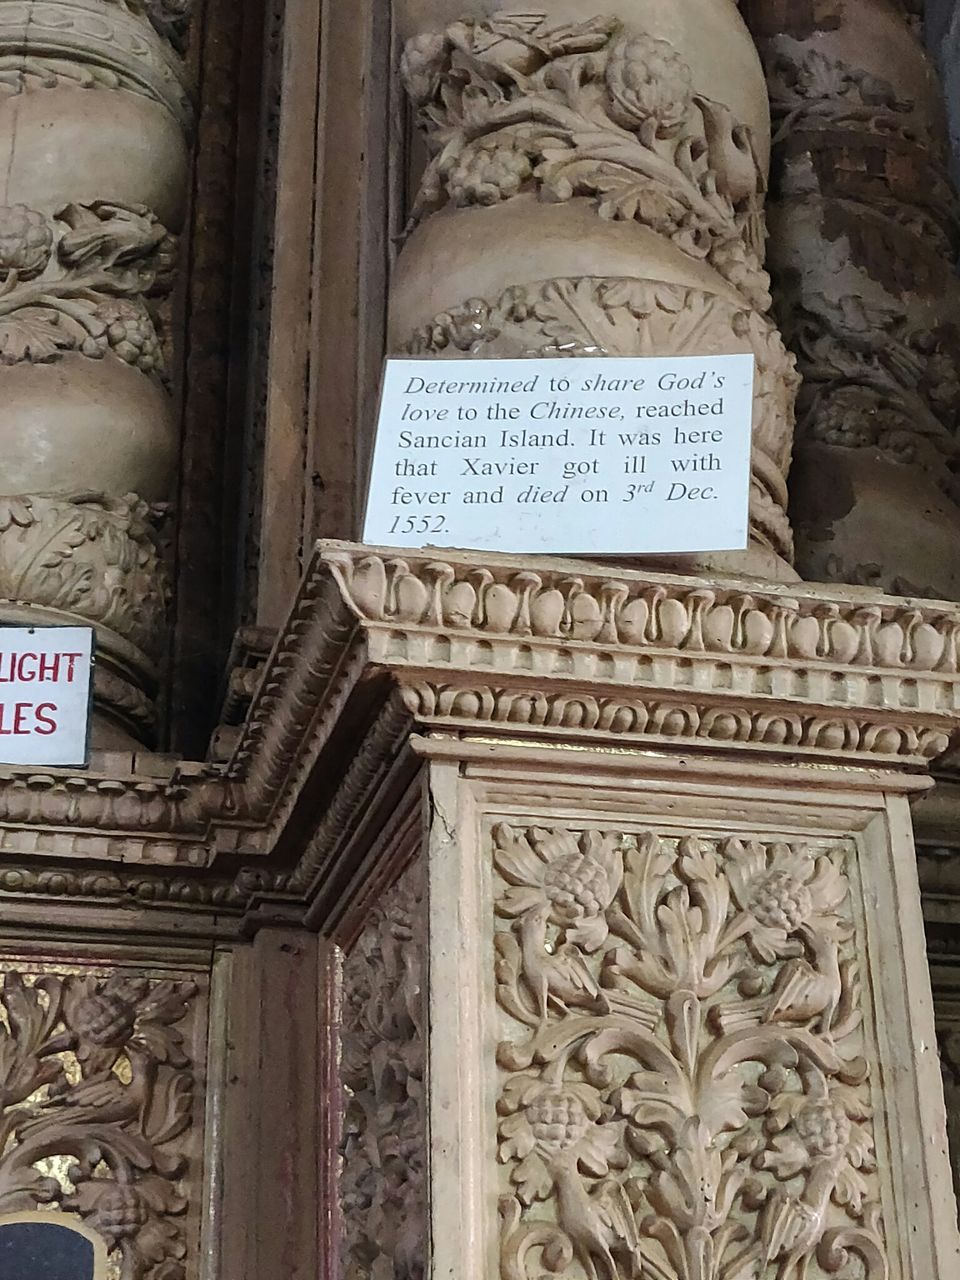 Determined to share God's
love to the Chinese, reached
Sancian Island. It was here
that Xavier got ill with
fever and died on 3rd Dec.
1552.
LIGHT
LES